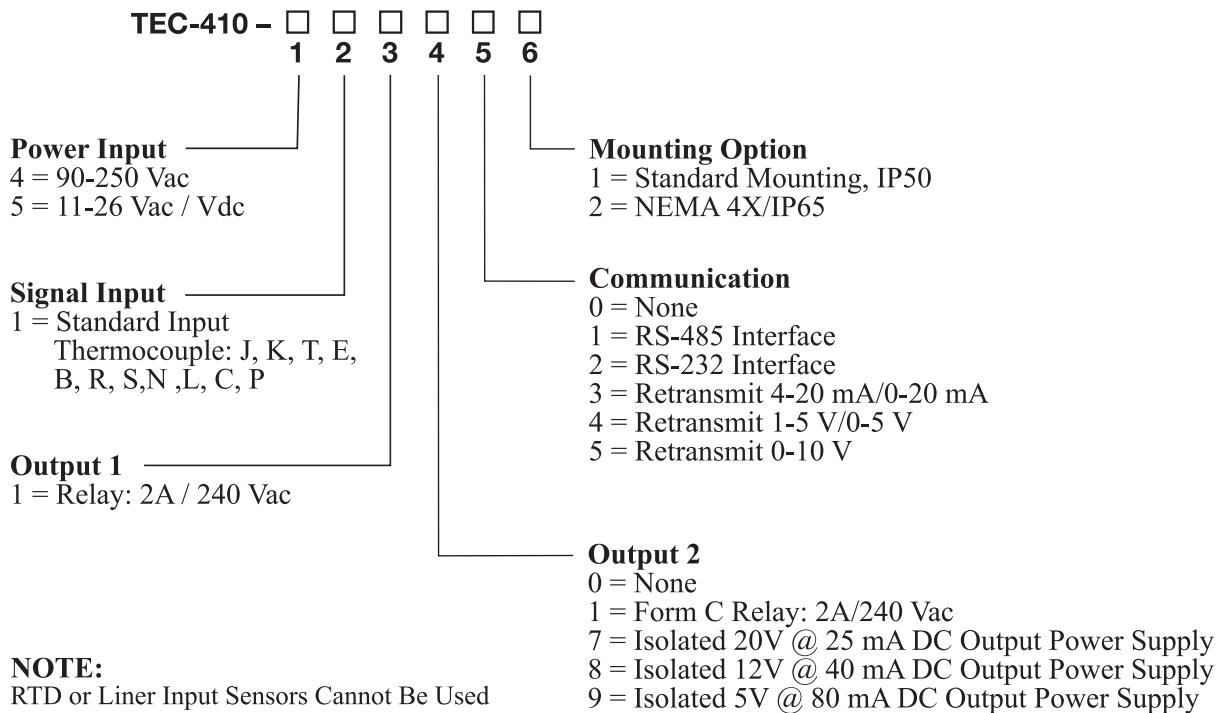 TEC-410 – □ □ □ □ □ □
1 2 3 4 5 6
Power Input
4 = 90-250 Vac
5 = 11-26 Vac / Vdc
Signal Input
1 = Standard Input
Thermocouple: J, K, T, E,
B, R, S,N ,L, C, P
Output 1
1 = Relay: 2A / 240 Vac
NOTE:
RTD or Liner Input Sensors Cannot Be Used
Mounting Option
1 = Standard Mounting, IP50
2 = NEMA 4X/IP65
Communication
0 = None
1 = RS-485 Interface
2 = RS-232 Interface
3 = Retransmit 4-20 mA/0-20 mA
4 = Retransmit 1-5 V/0-5 V
5 = Retransmit 0-10 V
Output 2
0 = None
1 = Form C Relay: 2A/240 Vac
7 = Isolated 20V @ 25 mA DC Output Power Supply
8 = Isolated 12V @ 40 mA DC Output Power Supply
9 = Isolated 5V @ 80 mA DC Output Power Supply